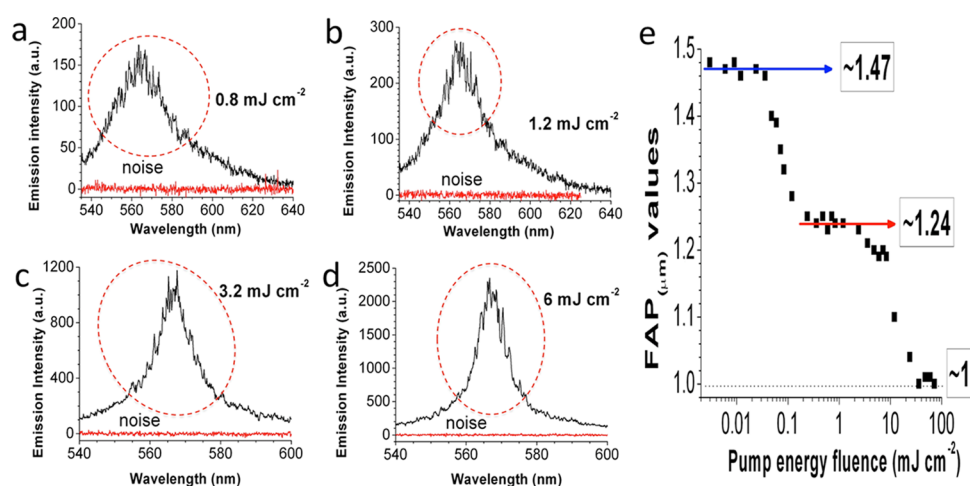 a
200
150
100
50
0
Emission intensity (a.u.)
0.8 mJ cm-2
noise
540 560 580 600 620 640
Wavelength (nm)
b
300
200
100
0
Emission Intensity (a.u.)
1.2 mJ cm-2
noise
540 560 580 600 620 640
Wavelength (nm)
c
1200
800
400
0
Emission Intensity (a.u.)
3.2 mJ cm-2
noise
540 560 580 600
Wavelength (nm)
d
2500
2000
1500
1000
500
0
Emission Intensity (a.u.)
6 mJ cm-2
noise
540 560 580 600
Wavelength (nm)
e
1.5
1.4
1.3
1.2
1.1
1.0
FAP(μm) values
~1.47
~1.24
~1
0.01 0.1 1 10 100
Pump energy fluence (mJ cm-2)